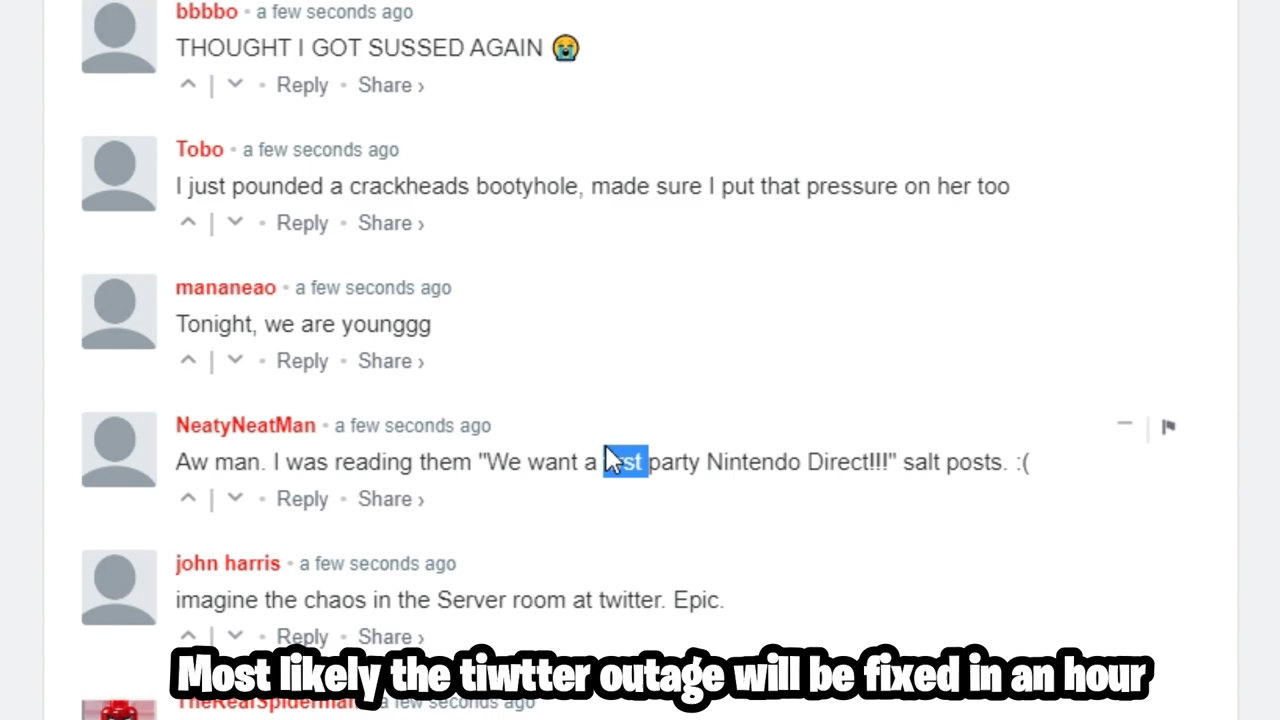 bbbbo • a few seconds ago
THOUGHT I GOT SUSSED AGAIN 😭
Reply • Share ›
Tobo • a few seconds ago
I just pounded a crackheads bootyhole, made sure I put that pressure on her too
Reply • Share ›
mananeao • a few seconds ago
Tonight, we are younggg
Reply • Share ›
NeatyNeatMan • a few seconds ago
Aw man. I was reading them "We want a first party Nintendo Direct!!!" salt posts. :(
Reply • Share ›
john harris • a few seconds ago
imagine the chaos in the Server room at twitter. Epic.
Reply • Share ›
Most likely the tiwtter outage will be fixed in an hour
TheRealSpiderman • a few seconds ago